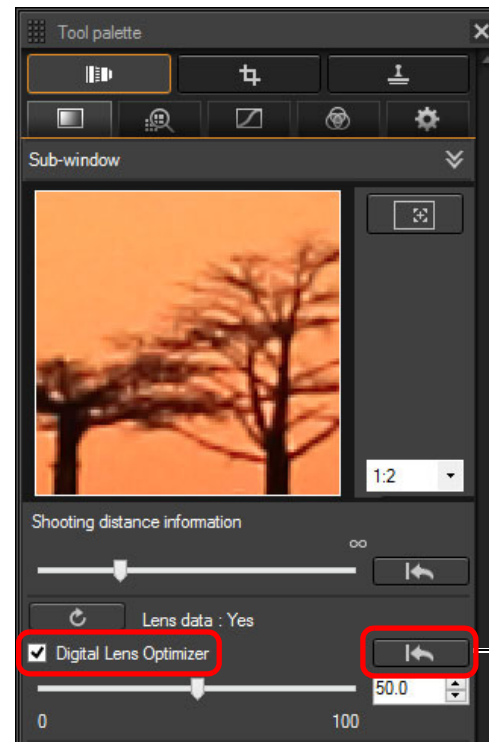 Tool palette
Sub-window
1:2
Shooting distance information
∞
Lens data : Yes
Digital Lens Optimizer
50.0
0 100